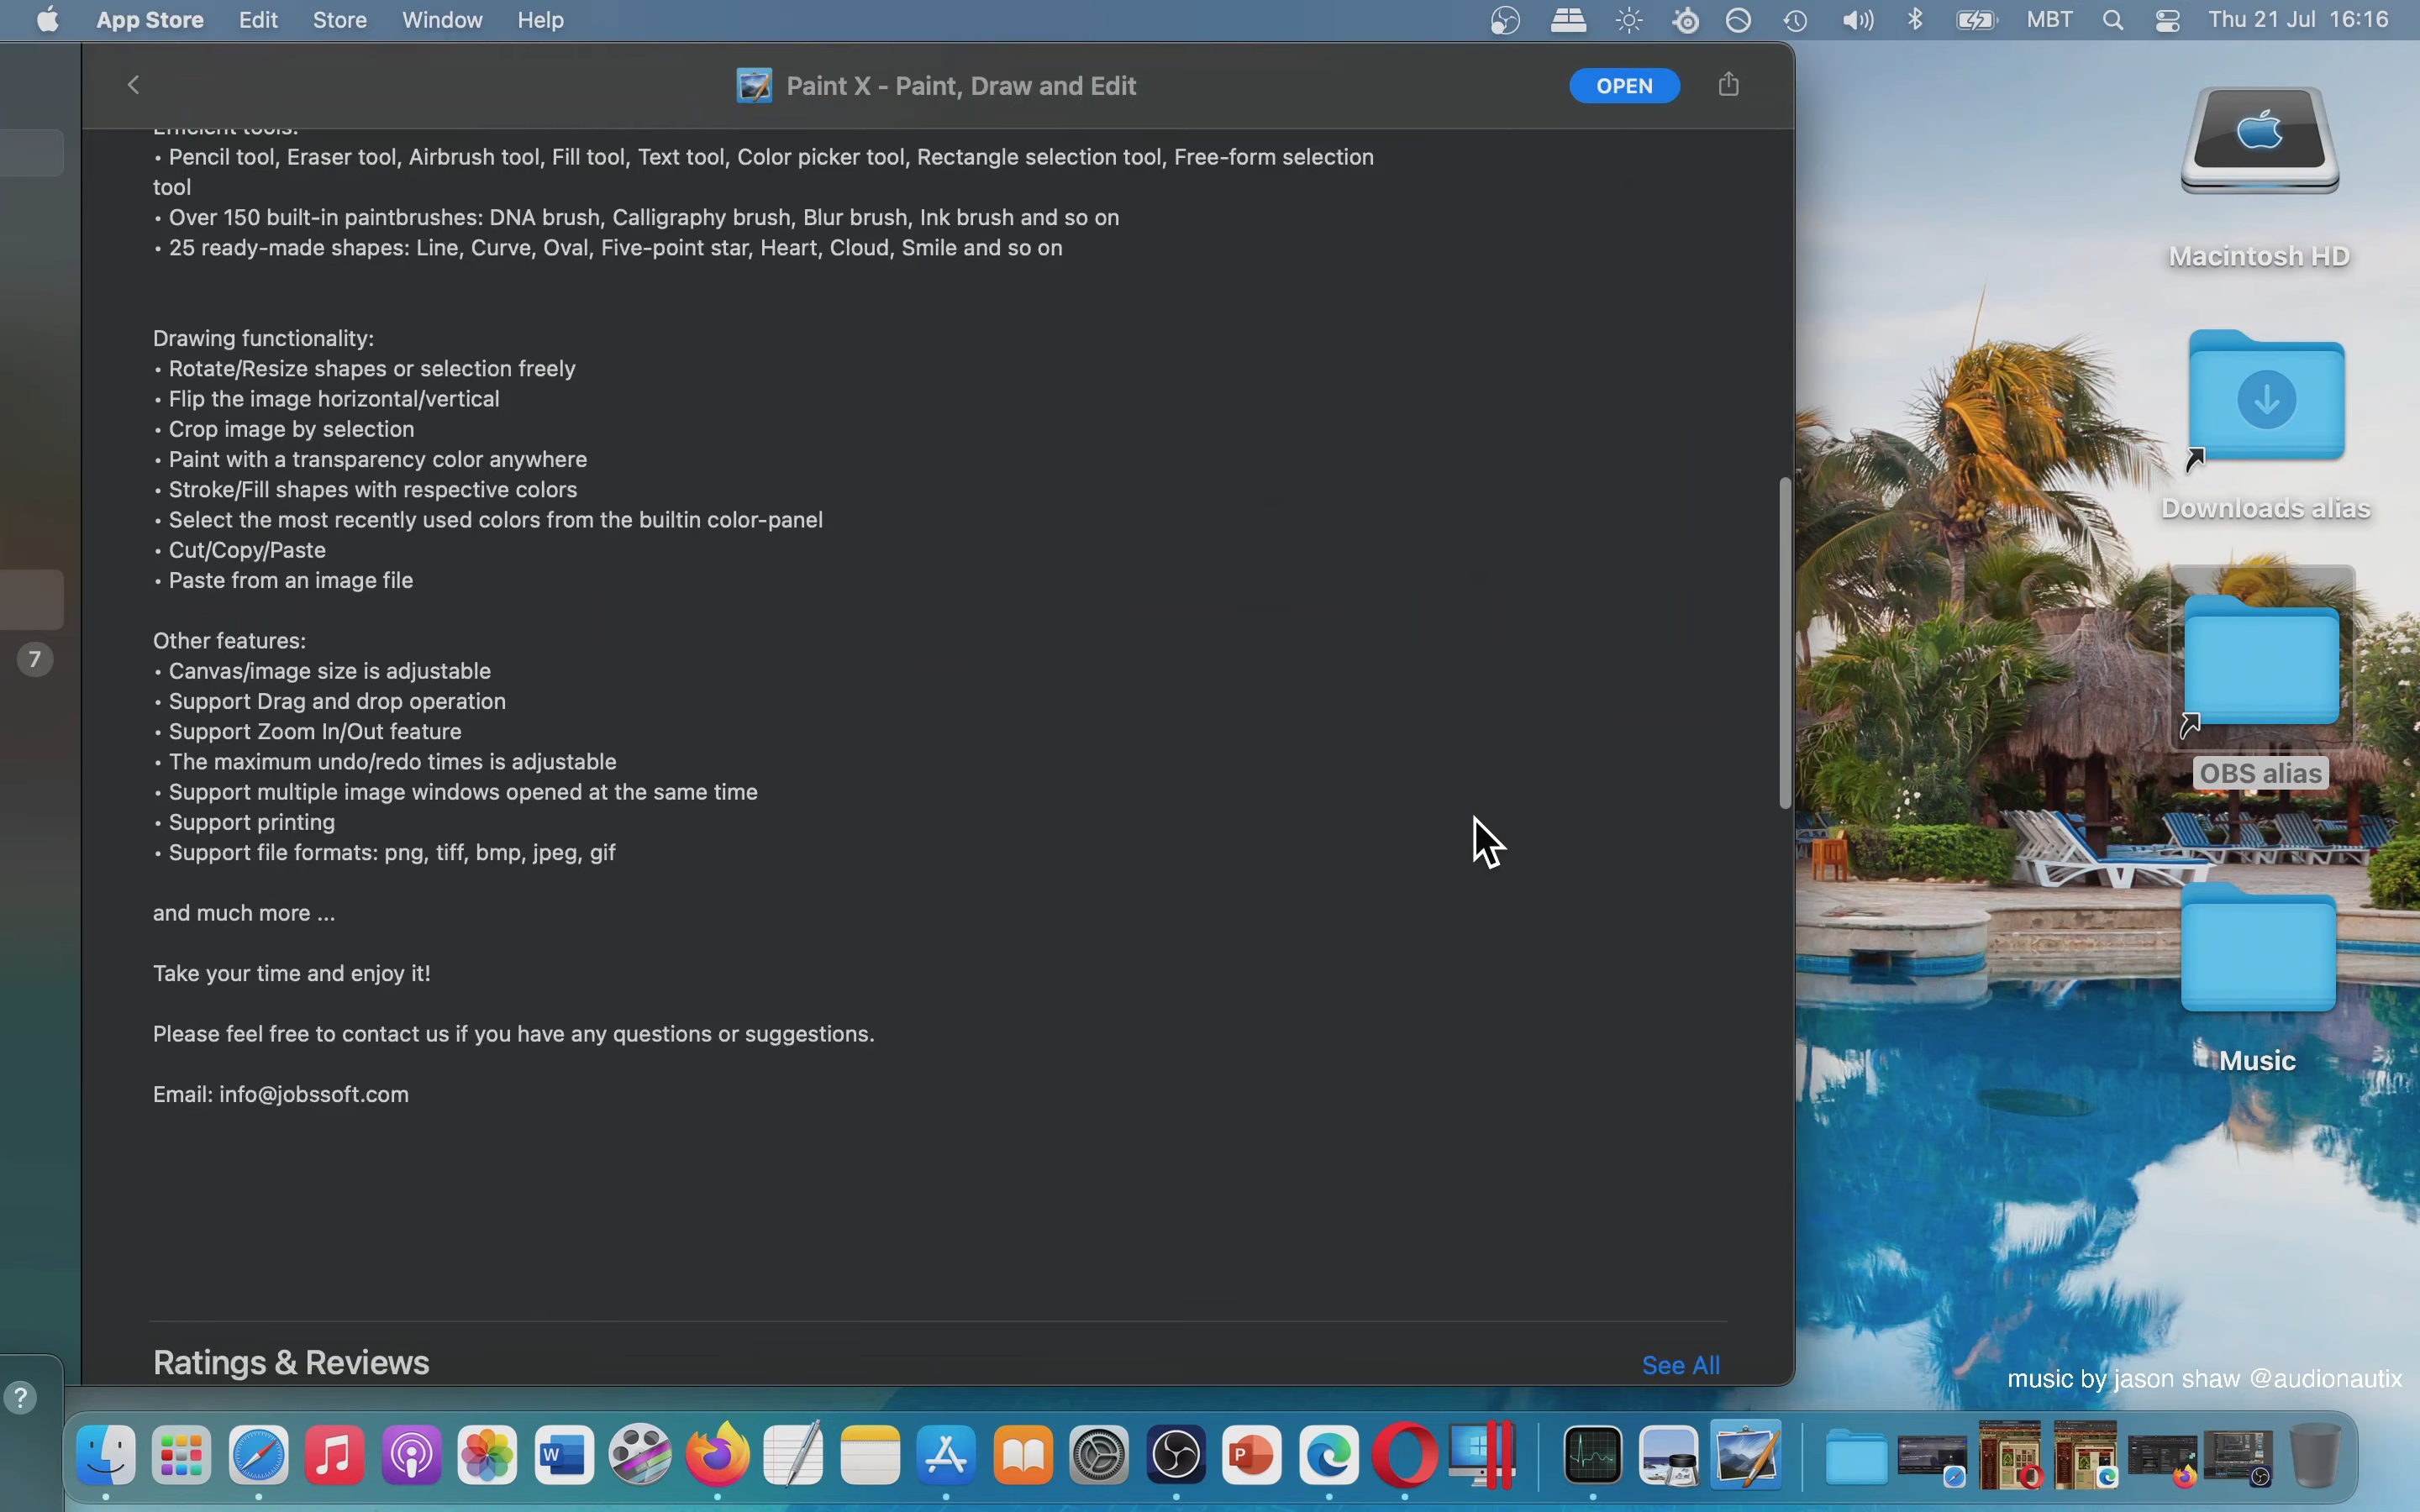 App Store Edit Store Window Help MBT Thu 21 Jul 16:16
Paint X - Paint, Draw and Edit OPEN
Efficient tools:
• Pencil tool, Eraser tool, Airbrush tool, Fill tool, Text tool, Color picker tool, Rectangle selection tool, Free-form selection
tool
• Over 150 built-in paintbrushes: DNA brush, Calligraphy brush, Blur brush, Ink brush and so on
• 25 ready-made shapes: Line, Curve, Oval, Five-point star, Heart, Cloud, Smile and so on
Drawing functionality:
• Rotate/Resize shapes or selection freely
• Flip the image horizontal/vertical
• Crop image by selection
• Paint with a transparency color anywhere
• Stroke/Fill shapes with respective colors
• Select the most recently used colors from the builtin color-panel
• Cut/Copy/Paste
• Paste from an image file
Other features:
• Canvas/image size is adjustable
• Support Drag and drop operation
• Support Zoom In/Out feature
• The maximum undo/redo times is adjustable
• Support multiple image windows opened at the same time
• Support printing
• Support file formats: png, tiff, bmp, jpeg, gif
and much more ...
Take your time and enjoy it!
Please feel free to contact us if you have any questions or suggestions.
Email: info@jobssoft.com
Ratings & Reviews See All
7
?
Macintosh HD
Downloads alias
OBS alias
Music
music by jason shaw @audionautix
W
P